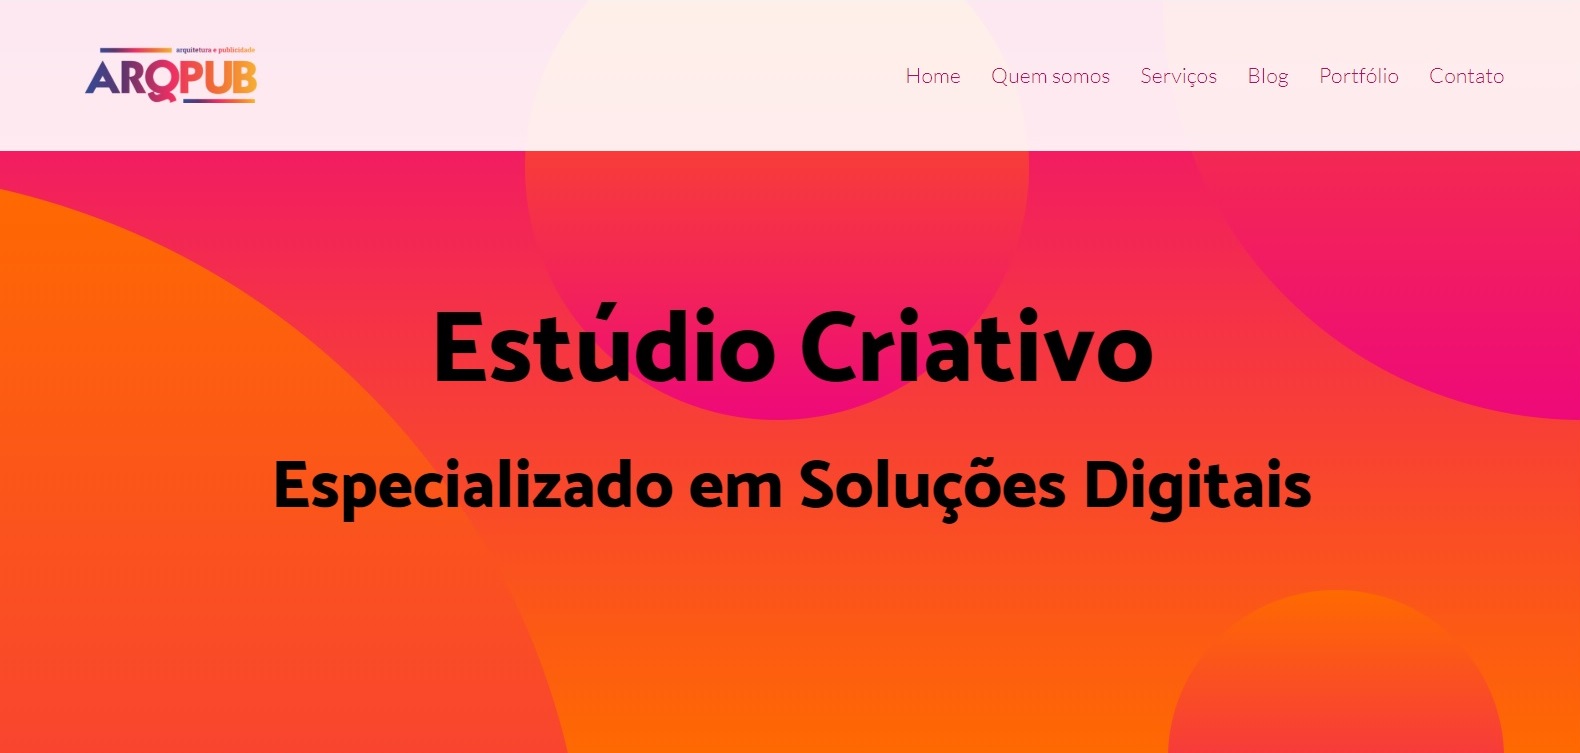 arquitetura e publicidade
ARQPUB
Home Quem somos Serviços Blog Portfólio Contato
Estúdio Criativo
Especializado em Soluções Digitais